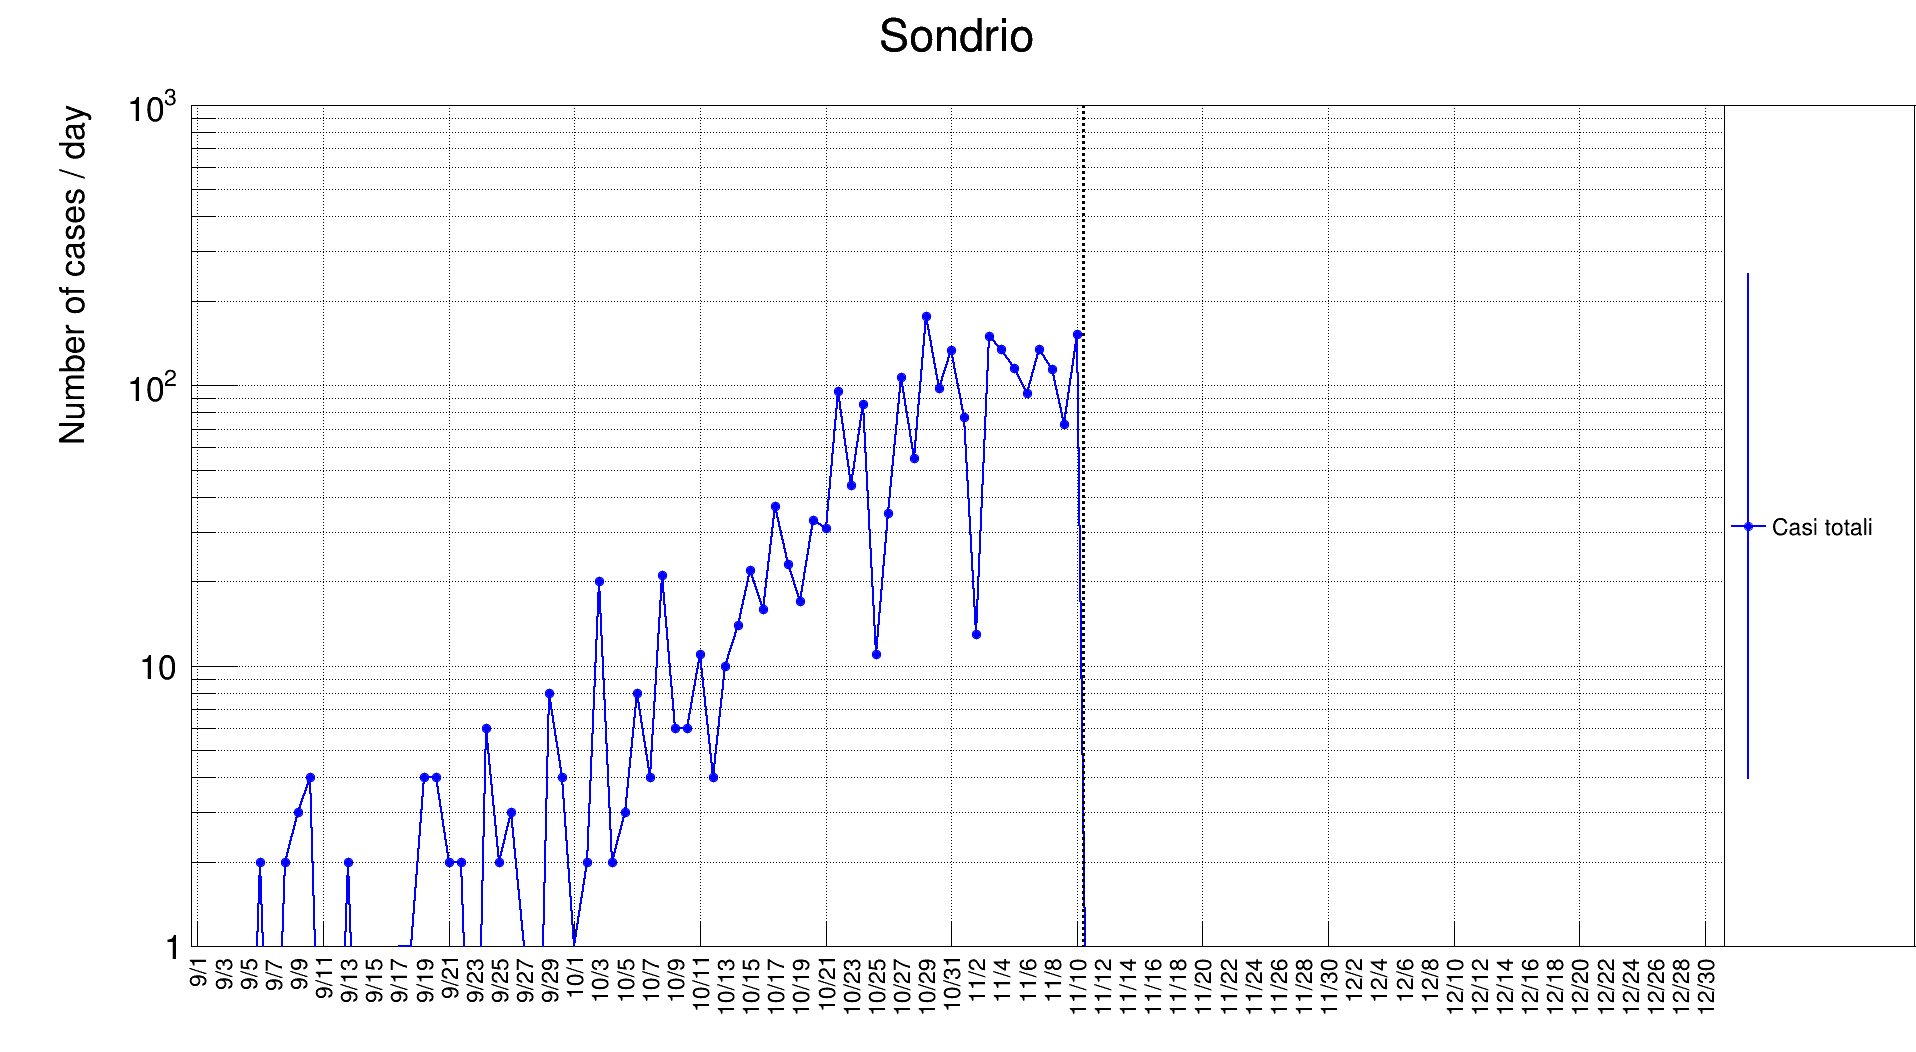 Sondrio
Number of cases / day
10³
10²
10
1
9/1 9/3 9/5 9/7 9/9 9/11 9/13 9/15 9/17 9/19 9/21 9/23 9/25 9/27 9/29 10/1 10/3 10/5 10/7 10/9 10/11 10/13 10/15 10/17 10/19 10/21 10/23 10/25 10/27 10/29 10/31 11/2 11/4 11/6 11/8 11/10 11/12 11/14 11/16 11/18 11/20 11/22 11/24 11/26 11/28 11/30 12/2 12/4 12/6 12/8 12/10 12/12 12/14 12/16 12/18 12/20 12/22 12/24 12/26 12/28 12/30
Casi totali